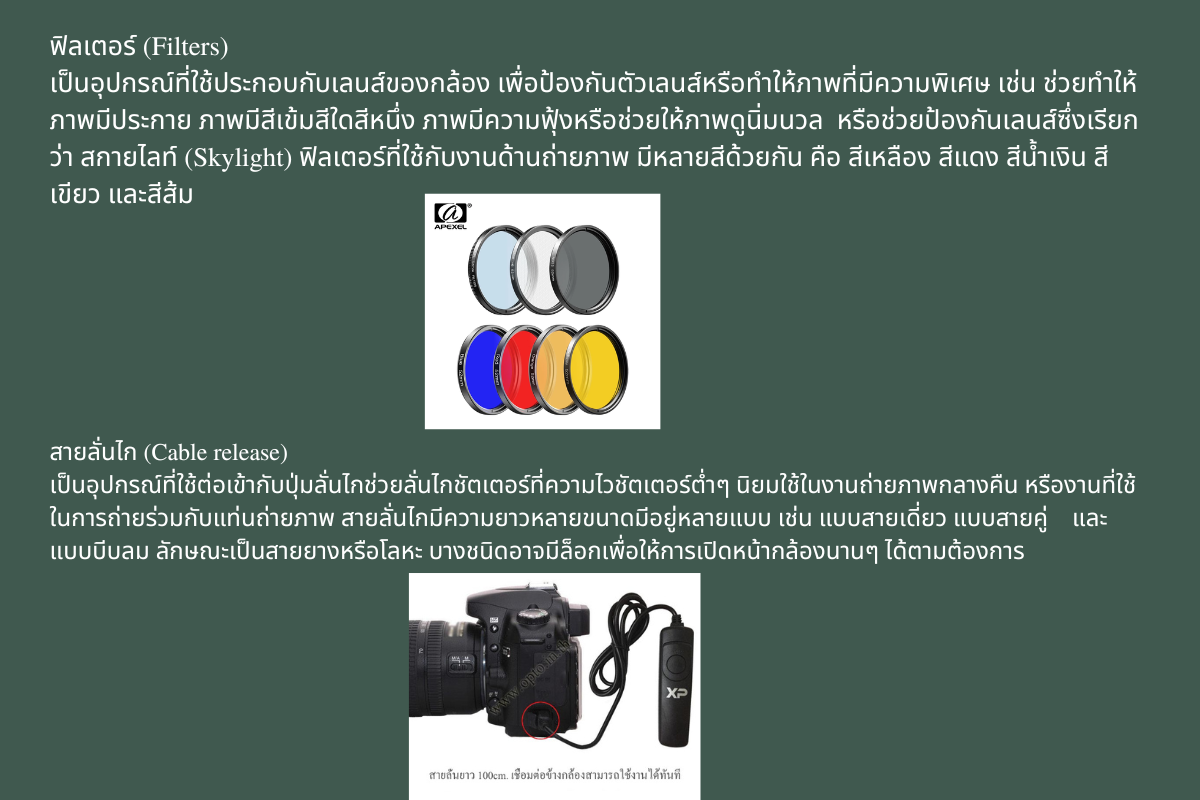 ฟิลเตอร์ (Filters)
เป็นอุปกรณ์ที่ใช้ประกอบกับเลนส์ของกล้อง เพื่อป้องกันตัวเลนส์หรือทำให้ภาพที่มีความพิเศษ เช่น ช่วยทำให้
ภาพมีประกาย ภาพมีสีเข้มสีใดสีหนึ่ง ภาพมีความฟุ้งหรือช่วยให้ภาพดูนิ่มนวล หรือช่วยป้องกันเลนส์ซึ่งเรียก
ว่า สกายไลท์ (Skylight) ฟิลเตอร์ที่ใช้กับงานด้านถ่ายภาพ มีหลายสีด้วยกัน คือ สีเหลือง สีแดง สีน้ำเงิน สี
เขียว และสีส้ม
APEXEL
สายลั่นไก (Cable release)
เป็นอุปกรณ์ที่ใช้ต่อเข้ากับปุ่มลั่นไกช่วยลั่นไกชัตเตอร์ที่ความไวชัตเตอร์ต่ำๆ นิยมใช้ในงานถ่ายภาพกลางคืน หรืองานที่ใช้
ในการถ่ายร่วมกับแท่นถ่ายภาพ สายลั่นไกมีความยาวหลายขนาดมีอยู่หลายแบบ เช่น แบบสายเดี่ยว แบบสายคู่ และ
แบบบีบลม ลักษณะเป็นสายยางหรือโลหะ บางชนิดอาจมีล็อกเพื่อให้การเปิดหน้ากล้องนานๆ ได้ตามต้องการ
XP
สายลั่นยาว 100cm. เชื่อมต่อข้างกล้องสามารถใช้งานได้ทันที